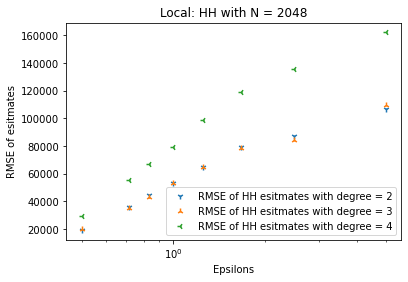 Local: HH with N = 2048
RMSE of esitmates
160000
140000
120000
100000
80000
60000
40000
20000
RMSE of HH esitmates with degree = 2
RMSE of HH esitmates with degree = 3
RMSE of HH esitmates with degree = 4
10⁰
Epsilons